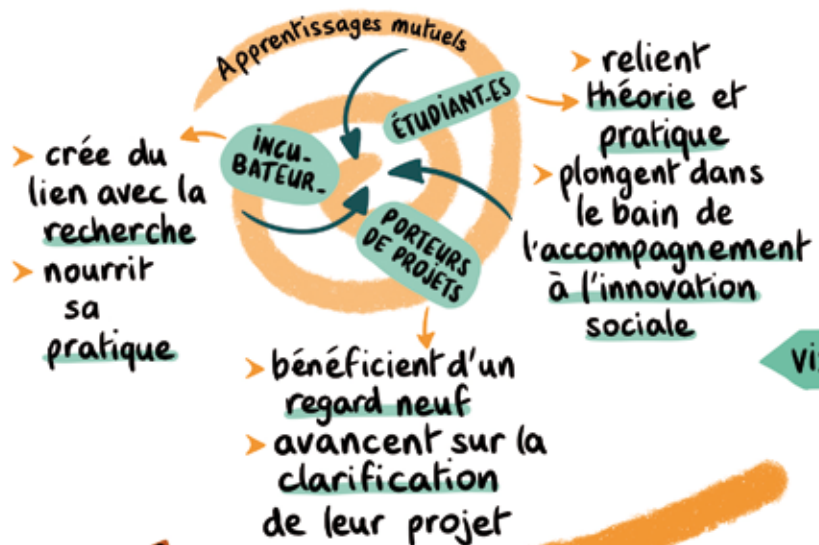 Apprentissages mutuels
INCU-
BATEUR_
➤ crée du
lien avec la
recherche
➤ nourrit
sa
pratique
ÉTUDIANT.ES
➤ relient
théorie et
pratique
➤ plongent dans
le bain de
l'accompagnement
à l'innovation
sociale
PORTEURS
DE PROJETS
➤ bénéficient d'un
regard neuf
➤ avancent sur la
clarification
de leur projet